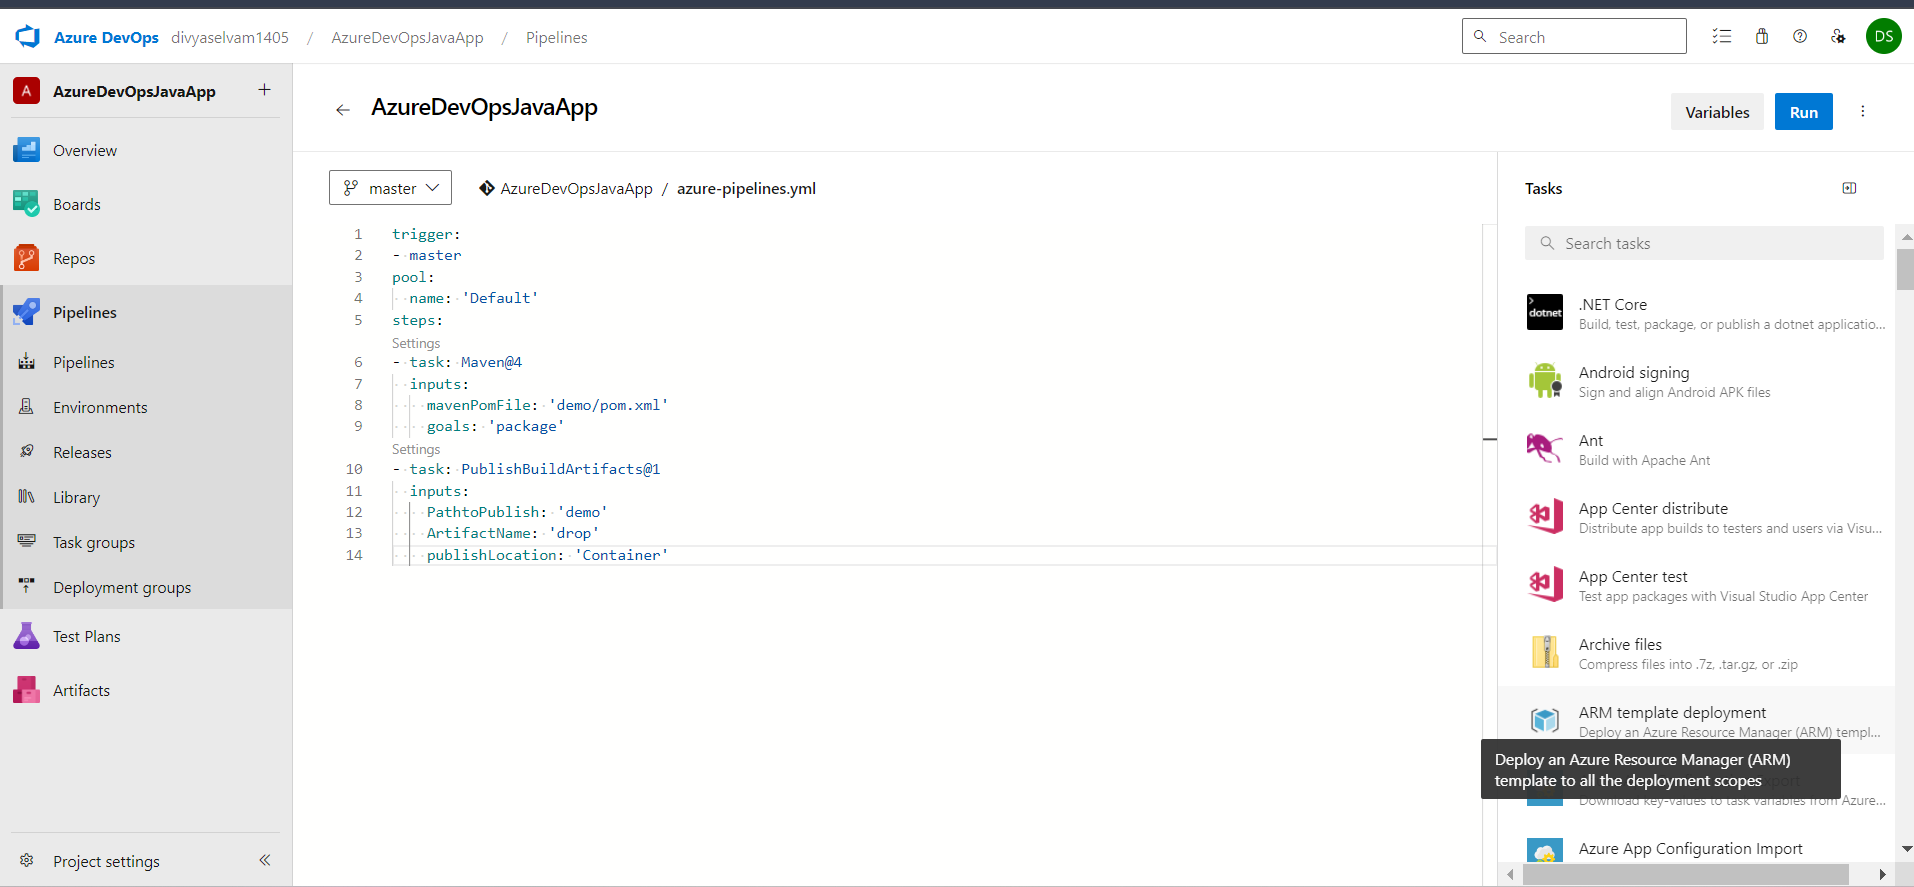 Azure DevOps divyaselvam1405 / AzureDevOpsJavaApp / Pipelines
Search
DS
A AzureDevOpsJavaApp +
Overview
Boards
Repos
Pipelines
Pipelines
Environments
Releases
Library
Task groups
Deployment groups
Test Plans
Artifacts
Project settings
AzureDevOpsJavaApp
Variables
Run
master
AzureDevOpsJavaApp / azure-pipelines.yml
1 trigger:
2 - master
3 pool:
4 name: 'Default'
5 steps:
Settings
6 - task: Maven@4
7 inputs:
8 mavenPomFile: 'demo/pom.xml'
9 goals: 'package'
Settings
10 - task: PublishBuildArtifacts@1
11 inputs:
12 PathtoPublish: 'demo'
13 ArtifactName: 'drop'
14 publishLocation: 'Container'
Tasks
Search tasks
dotnet
.NET Core
Build, test, package, or publish a dotnet applicatio...
Android signing
Sign and align Android APK files
Ant
Build with Apache Ant
App Center distribute
Distribute app builds to testers and users via Visu...
App Center test
Test app packages with Visual Studio App Center
Archive files
Compress files into .7z, .tar.gz, or .zip
ARM template deployment
Deploy an Azure Resource Manager (ARM) templ...
Deploy an Azure Resource Manager (ARM)
template to all the deployment scopes
Download key-values to task variables from Azure...
Azure App Configuration Import